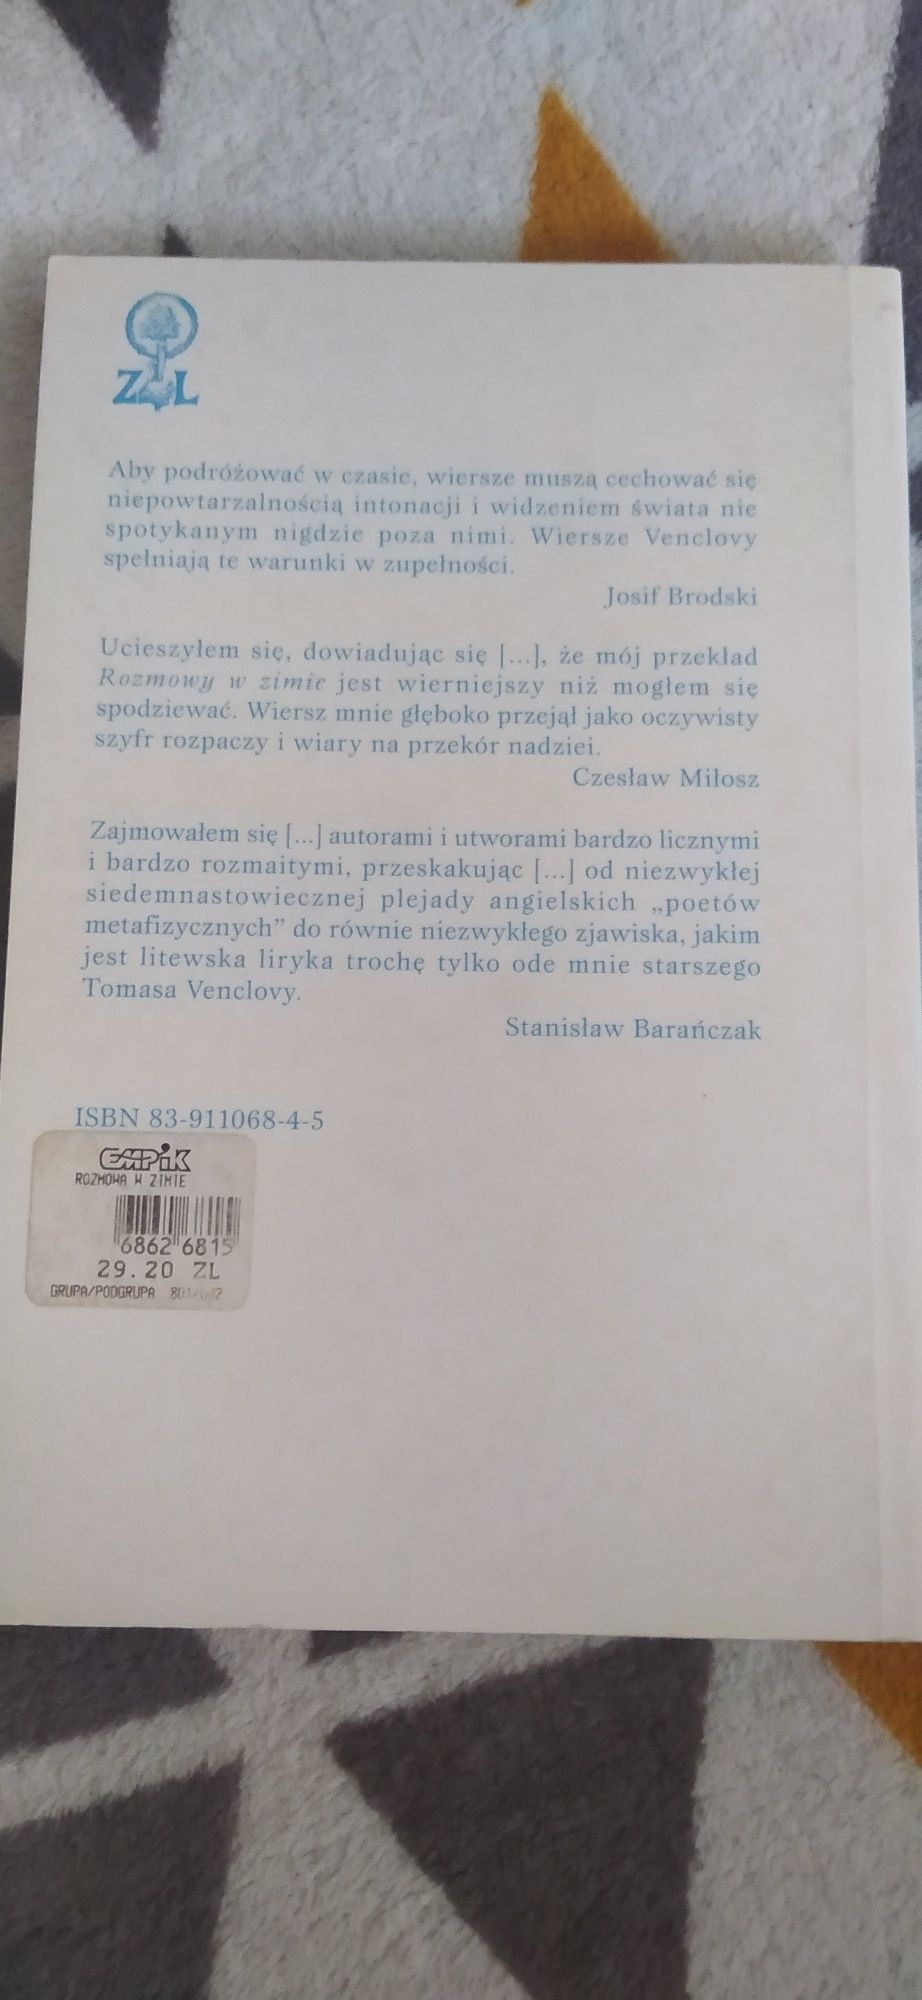 Z L
Aby podróżować w czasie, wiersze muszą cechować się
niepowtarzalnością intonacji i widzeniem świata nie
spotykanym nigdzie poza nimi. Wiersze Venclovy
spełniają te warunki w zupełności.
Josif Brodski
Ucieszyłem się, dowiadując się [...], że mój przekład
Rozmowy w zimie jest wierniejszy niż mogłem się
spodziewać. Wiersz mnie głęboko przejął jako oczywisty
szyfr rozpaczy i wiary na przekór nadziei.
Czesław Miłosz
Zajmowałem się [...] autorami i utworami bardzo licznymi
i bardzo rozmaitymi, przeskakując [...] od niezwykłej
siedemnastowiecznej plejady angielskich „poetów
metafizycznych” do równie niezwykłego zjawiska, jakim
jest litewska liryka trochę tylko ode mnie starszego
Tomasa Venclovy.
Stanisław Barańczak
ISBN 83-911068-4-5
EMPiK
ROZMOWA W ZIMIE
68626815
29.20 ZL
GRUPA/PODGRUPA